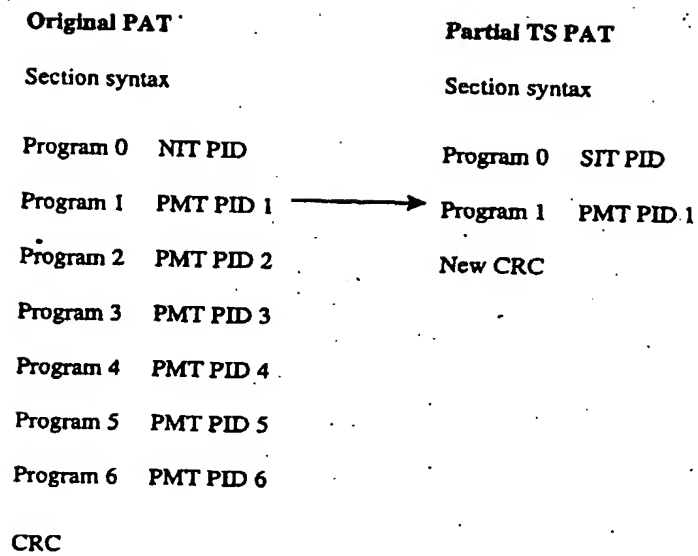 Original PAT
Section syntax
Program 0 NIT PID
Program 1 PMT PID 1
Program 2 PMT PID 2
Program 3 PMT PID 3
Program 4 PMT PID 4
Program 5 PMT PID 5
Program 6 PMT PID 6
CRC
Partial TS PAT
Section syntax
Program 0 SIT PID
Program 1 PMT PID 1
New CRC